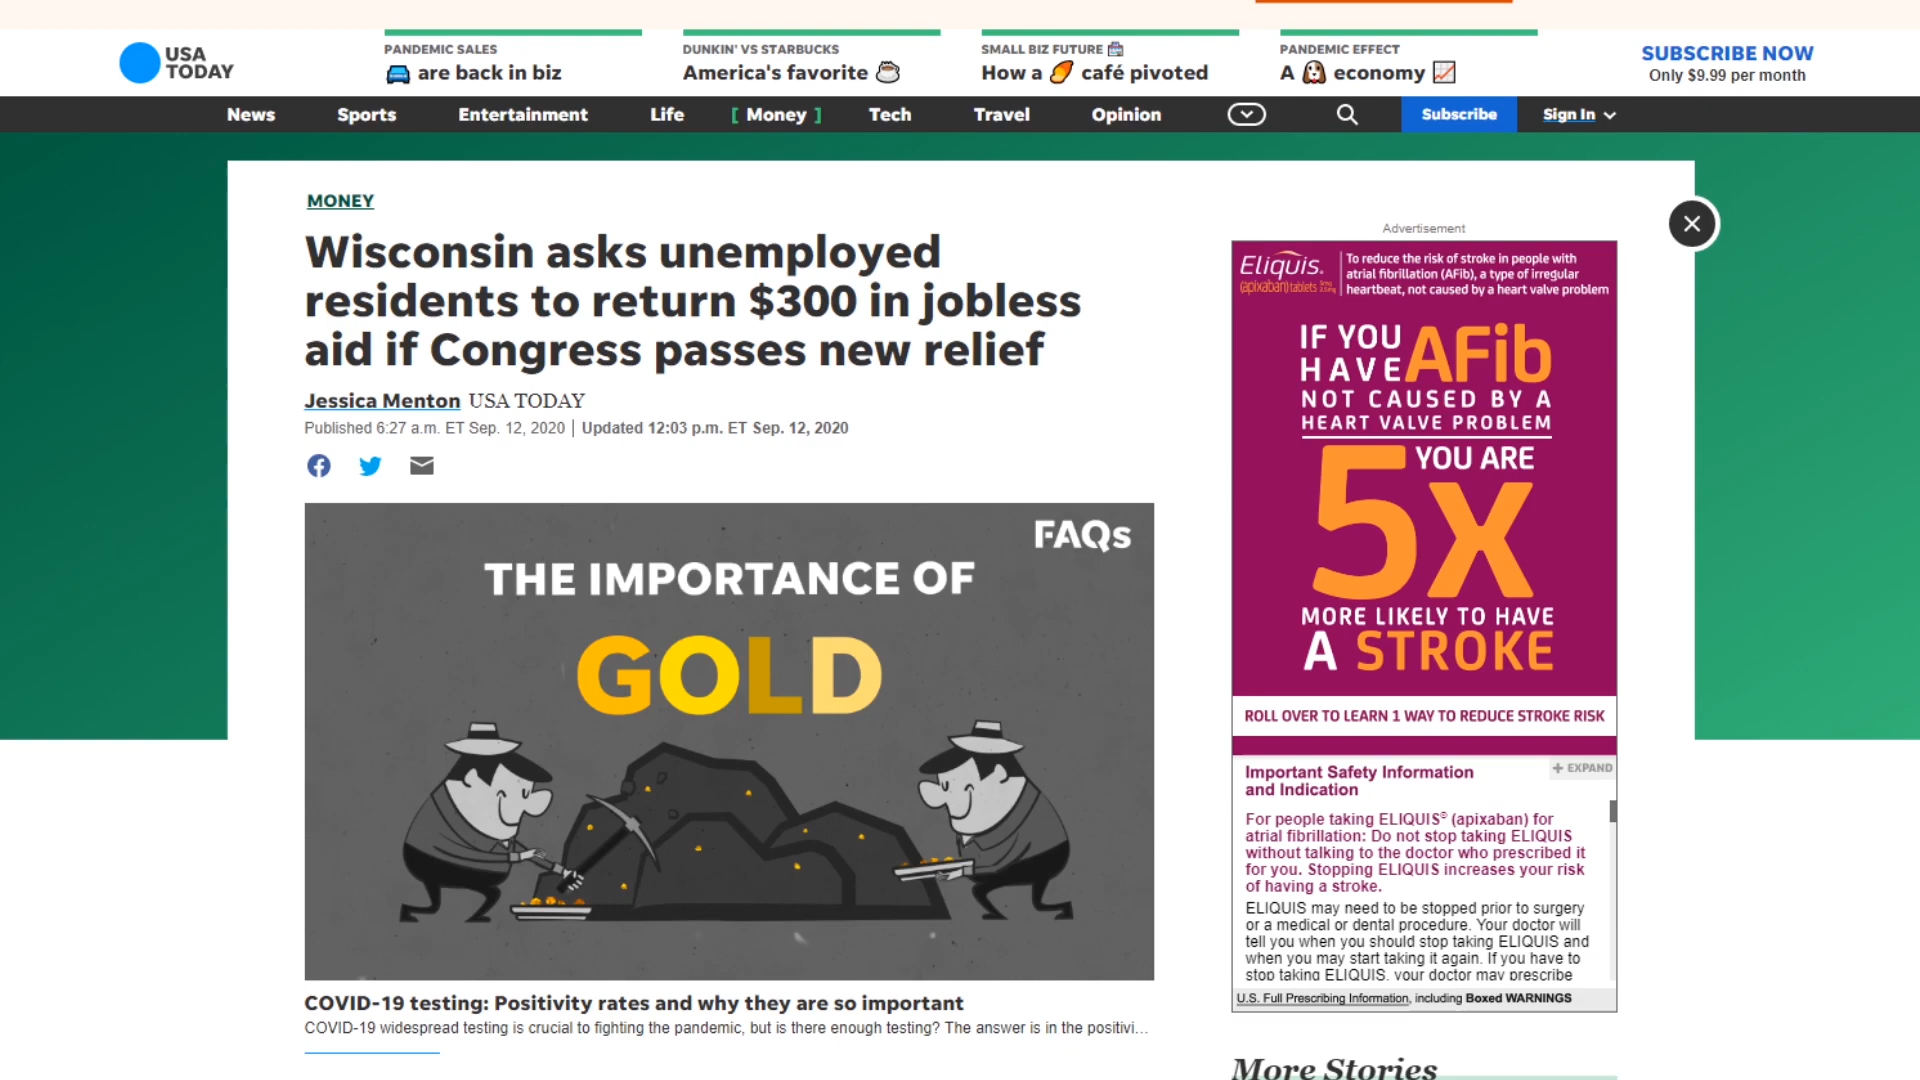 USA
TODAY
PANDEMIC SALES
are back in biz
DUNKIN' VS STARBUCKS
America's favorite
SMALL BIZ FUTURE
How a café pivoted
PANDEMIC EFFECT
A economy
SUBSCRIBE NOW
Only $9.99 per month
News Sports Entertainment Life [ Money ] Tech Travel Opinion Subscribe Sign In
MONEY
Wisconsin asks unemployed
residents to return $300 in jobless
aid if Congress passes new relief
Jessica Menton USA TODAY
Published 6:27 a.m. ET Sep. 12, 2020 | Updated 12:03 p.m. ET Sep. 12, 2020
FAQs
THE IMPORTANCE OF
GOLD
COVID-19 testing: Positivity rates and why they are so important
COVID-19 widespread testing is crucial to fighting the pandemic, but is there enough testing? The answer is in the positivi...
Advertisement
Eliquis.
(apixaban) tablets
To reduce the risk of stroke in people with
atrial fibrillation (AFib), a type of irregular
heartbeat, not caused by a heart valve problem
IF YOU
HAVE AFib
NOT CAUSED BY A
HEART VALVE PROBLEM
5X YOU ARE
MORE LIKELY TO HAVE
A STROKE
ROLL OVER TO LEARN 1 WAY TO REDUCE STROKE RISK
Important Safety Information
and Indication
+ EXPAND
For people taking ELIQUIS® (apixaban) for
atrial fibrillation: Do not stop taking ELIQUIS
without talking to the doctor who prescribed it
for you. Stopping ELIQUIS increases your risk
of having a stroke.
ELIQUIS may need to be stopped prior to surgery
or a medical or dental procedure. Your doctor will
tell you when you should stop taking ELIQUIS and
when you may start taking it again. If you have to
stop taking ELIQUIS, your doctor may prescribe
U.S. Full Prescribing Information, including Boxed WARNINGS
More Stories